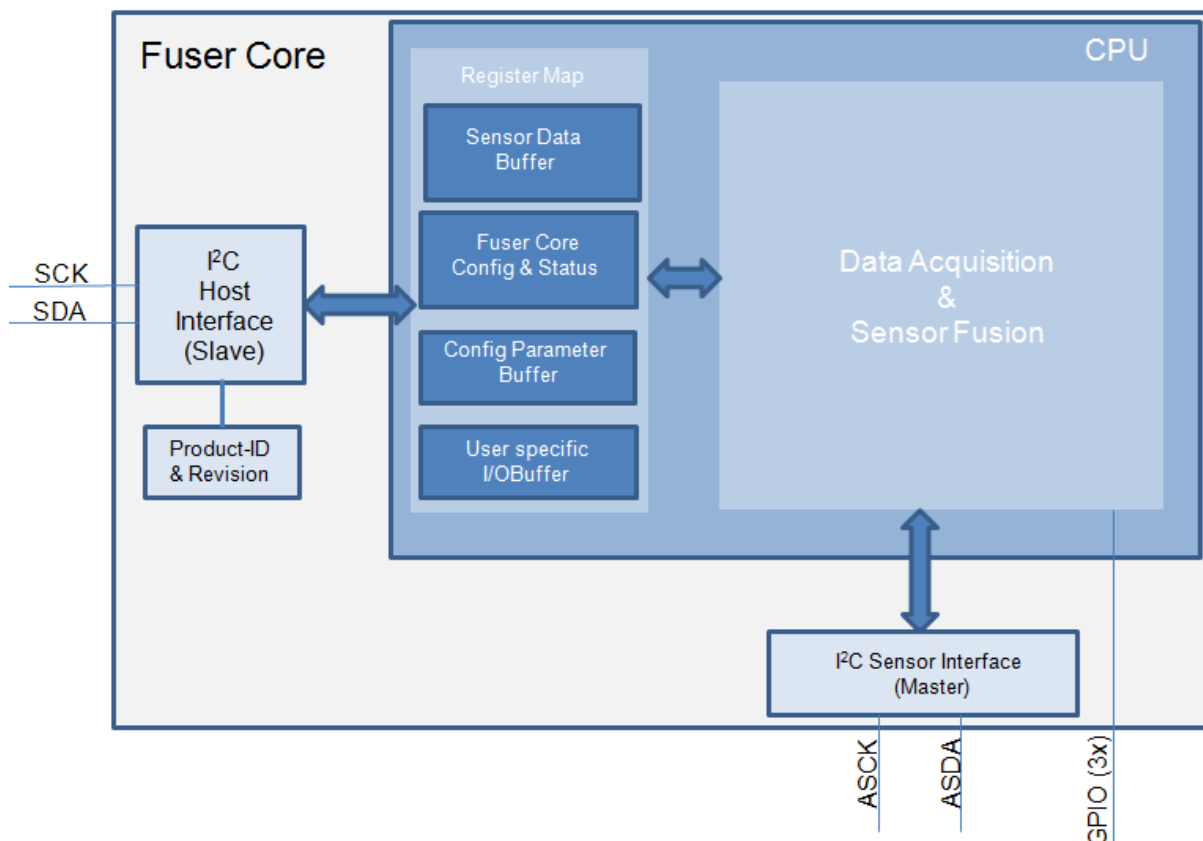 Fuser Core
CPU
Register Map
Sensor Data
Buffer
Fuser Core
Config & Status
Config Parameter
Buffer
User specific
I/OBuffer
Data Acquisition
&
Sensor Fusion
SCK
SDA
I²C
Host
Interface
(Slave)
Product-ID
& Revision
I²C Sensor Interface
(Master)
ASCK
ASDA
GPIO (3x)